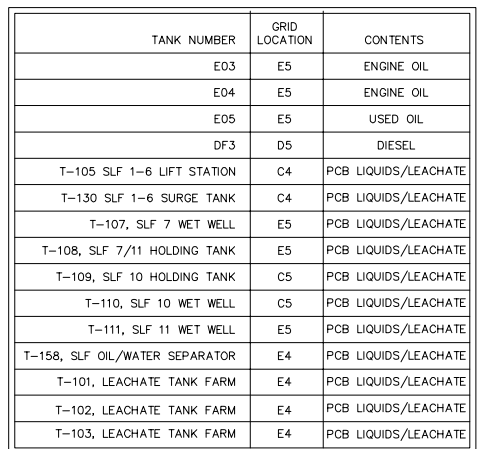 TANK NUMBER GRID LOCATION CONTENTS
E03 E5 ENGINE OIL
E04 E5 ENGINE OIL
E05 E5 USED OIL
DF3 D5 DIESEL
T-105 SLF 1-6 LIFT STATION C4 PCB LIQUIDS/LEACHATE
T-130 SLF 1-6 SURGE TANK C4 PCB LIQUIDS/LEACHATE
T-107, SLF 7 WET WELL E5 PCB LIQUIDS/LEACHATE
T-108, SLF 7/11 HOLDING TANK E5 PCB LIQUIDS/LEACHATE
T-109, SLF 10 HOLDING TANK C5 PCB LIQUIDS/LEACHATE
T-110, SLF 10 WET WELL C5 PCB LIQUIDS/LEACHATE
T-111, SLF 11 WET WELL E5 PCB LIQUIDS/LEACHATE
T-158, SLF OIL/WATER SEPARATOR E4 PCB LIQUIDS/LEACHATE
T-101, LEACHATE TANK FARM E4 PCB LIQUIDS/LEACHATE
T-102, LEACHATE TANK FARM E4 PCB LIQUIDS/LEACHATE
T-103, LEACHATE TANK FARM E4 PCB LIQUIDS/LEACHATE